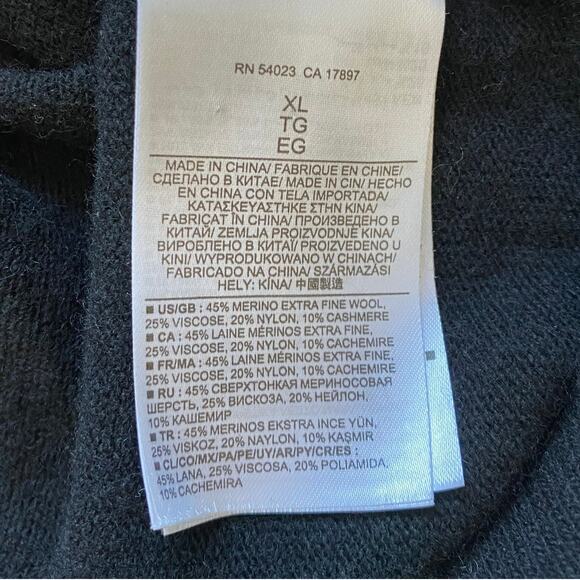 RN 54023 CA 17897
XL
TG
EG
MADE IN CHINA/ FABRIQUE EN CHINE/
СДЕЛАНО В КИТАЕ/ MADE IN CIN/ HECHO
EN CHINA CON TELA IMPORTADA/
ΚΑΤΑΣΚΕΥΑΣΤΗΚΕ ΣΤΗΝ ΚΙΝΑ/
FABRICAT ÎN CHINA/ ПРОИЗВЕДЕНО В
КИТАЙ/ ZEMLJA PROIZVODNJE KINA/
ВИРОБЛЕНО В КИТАЇ/ PROIZVEDENO U
KINI/ WYPRODUKOWANO W CHINACH/
FABRICADO NA CHINA/ SZÁRMAZÁSI
HELY: KÍNA/ 中國製造
■ US/GB : 45% MERINO EXTRA FINE WOOL,
25% VISCOSE, 20% NYLON, 10% CASHMERE
■ CA : 45% LAINE MÉRINOS EXTRA FINE,
25% VISCOSE, 20% NYLON, 10% CACHEMIRE
■ FR/MA : 45% LAINE MÉRINOS EXTRA FINE,
25% VISCOSE, 20% NYLON, 10% CACHEMIRE
■ RU : 45% СВЕРХТОНКАЯ МЕРИНОСОВАЯ
ШЕРСТЬ, 25% ВИСКОЗА, 20% НЕЙЛОН,
10% КАШЕМИР
■ TR : 45% MERINOS EKSTRA INCE YÜN,
25% VISKOZ, 20% NAYLON, 10% KAŞMIR
■ CL/CO/MX/PA/PE/UY/AR/PY/CR/ES :
45% LANA, 25% VISCOSA, 20% POLIAMIDA,
10% CACHEMIRA